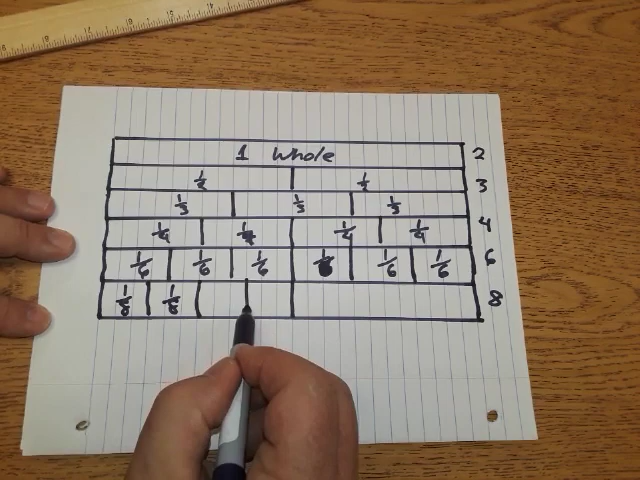 1 Whole 2
1/2 1/2 3
1/3 1/3 1/3
1/4 1/4 1/4 1/4 4
1/6 1/6 1/6 1/6 1/6 6
1/8 1/8 8